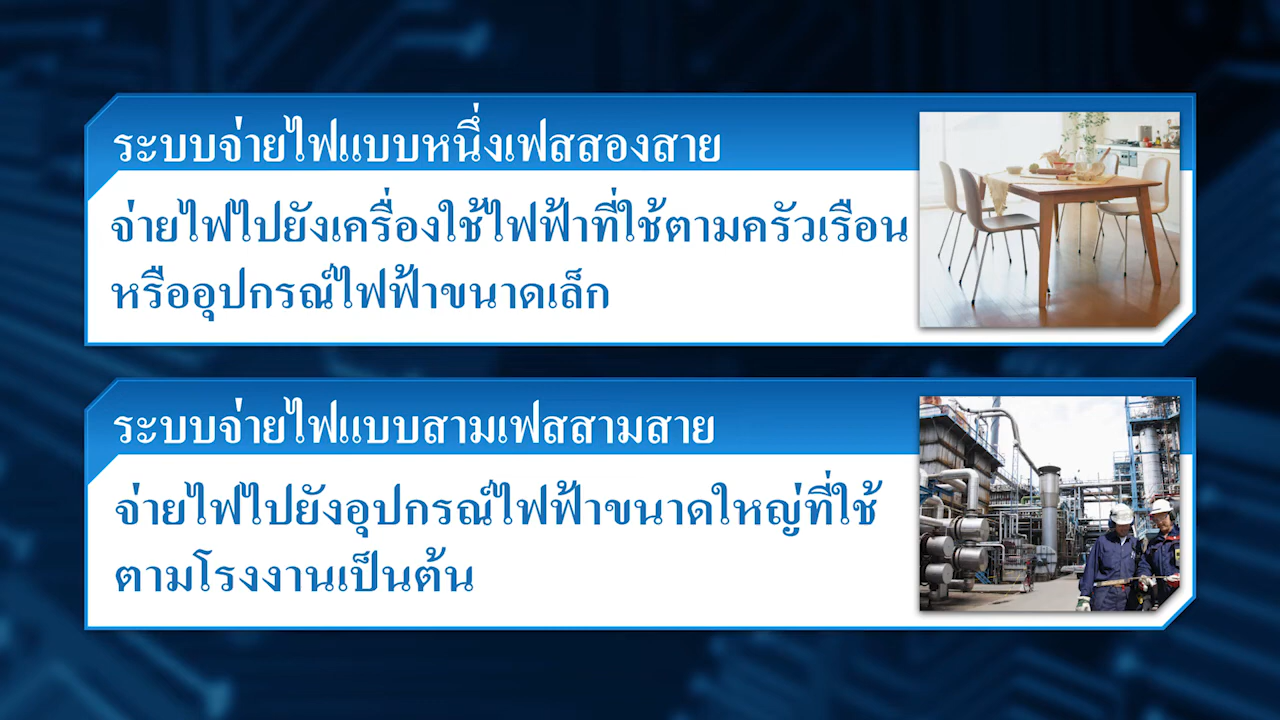 ระบบจ่ายไฟแบบหนึ่งเฟสสองสาย
จ่ายไฟไปยังเครื่องใช้ไฟฟ้าที่ใช้ตามครัวเรือน
หรืออุปกรณ์ไฟฟ้าขนาดเล็ก
ระบบจ่ายไฟแบบสามเฟสสามสาย
จ่ายไฟไปยังอุปกรณ์ไฟฟ้าขนาดใหญ่ที่ใช้
ตามโรงงานเป็นต้น